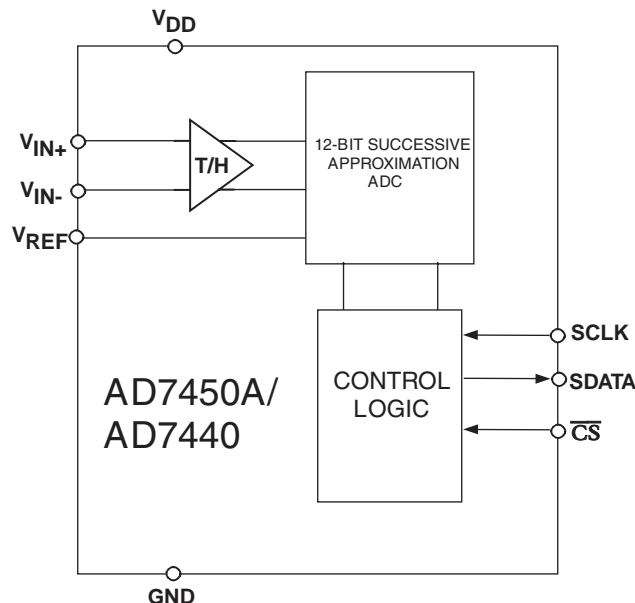 VDD
VIN+
VIN-
VREF
T/H
12-BIT SUCCESSIVE
APPROXIMATION
ADC
CONTROL
LOGIC
SCLK
SDATA
CS
AD7450A/
AD7440
GND